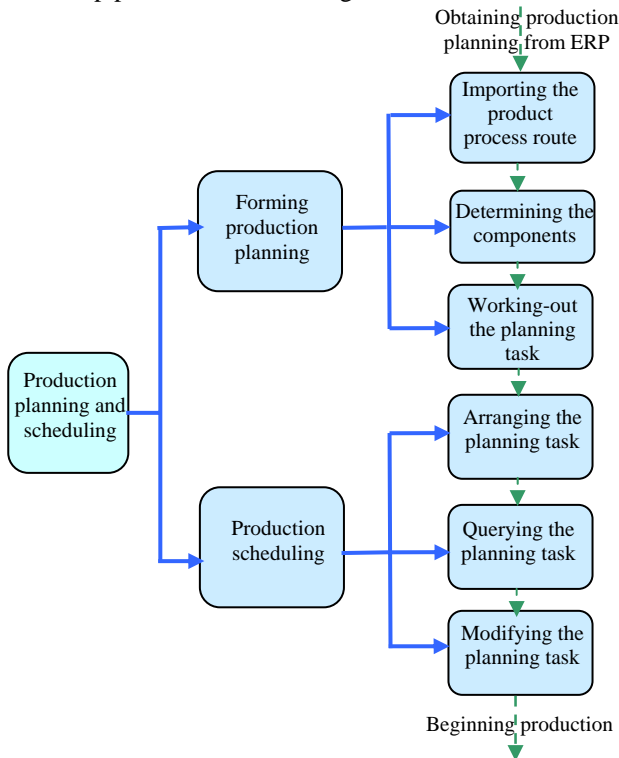 Obtaining production
planning from ERP
Importing the
product
process route
Forming
production
planning
Determining the
components
Working-out
the planning
task
Production
planning and
scheduling
Arranging the
planning task
Production
scheduling
Querying the
planning task
Modifying the
planning task
Beginning production